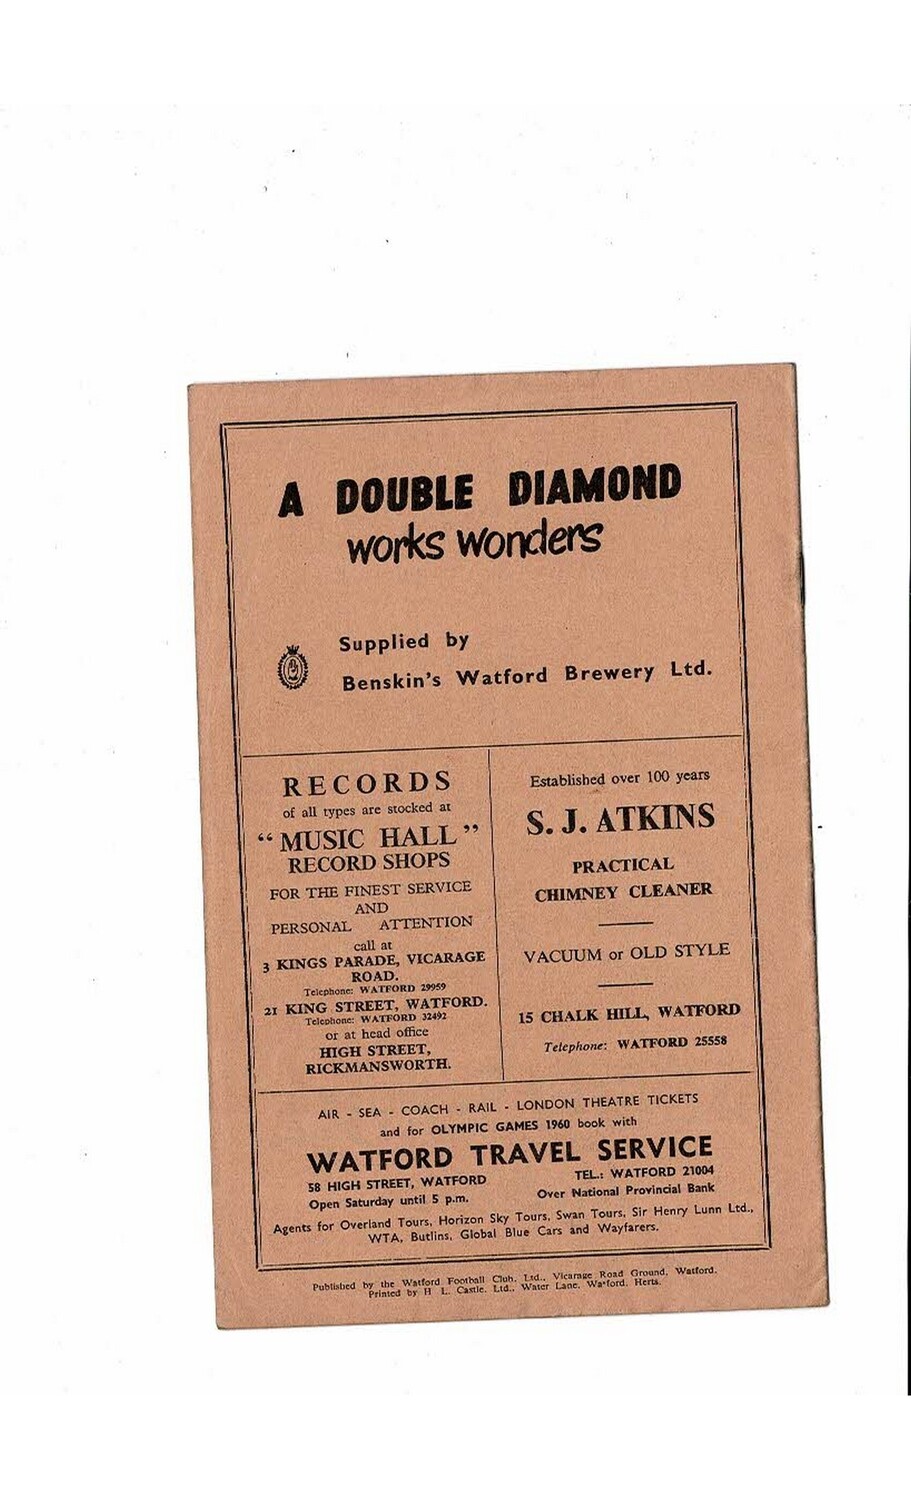 A DOUBLE DIAMOND
works wonders
Supplied by
Benskin's Watford Brewery Ltd.
RECORDS
of all types are stocked at
"MUSIC HALL"
RECORD SHOPS
FOR THE FINEST SERVICE
AND
PERSONAL ATTENTION
call at
3 KINGS PARADE, VICARAGE
ROAD.
Telephone: WATFORD 29959
21 KING STREET, WATFORD.
Telephone: WATFORD 32492
or at head office
HIGH STREET,
RICKMANSWORTH.
Established over 100 years
S. J. ATKINS
PRACTICAL
CHIMNEY CLEANER
VACUUM or OLD STYLE
15 CHALK HILL, WATFORD
Telephone: WATFORD 25558
AIR - SEA - COACH - RAIL - LONDON THEATRE TICKETS
and for OLYMPIC GAMES 1960 book with
WATFORD TRAVEL SERVICE
58 HIGH STREET, WATFORD TEL.: WATFORD 21004
Open Saturday until 5 p.m. Over National Provincial Bank
Agents for Overland Tours, Horizon Sky Tours, Swan Tours, Sir Henry Lunn Ltd.,
WTA, Butlins, Global Blue Cars and Wayfarers.
Published by the Watford Football Club, Ltd., Vicarage Road Ground, Watford.
Printed by H. L. Castle, Ltd., Water Lane, Watford, Herts.